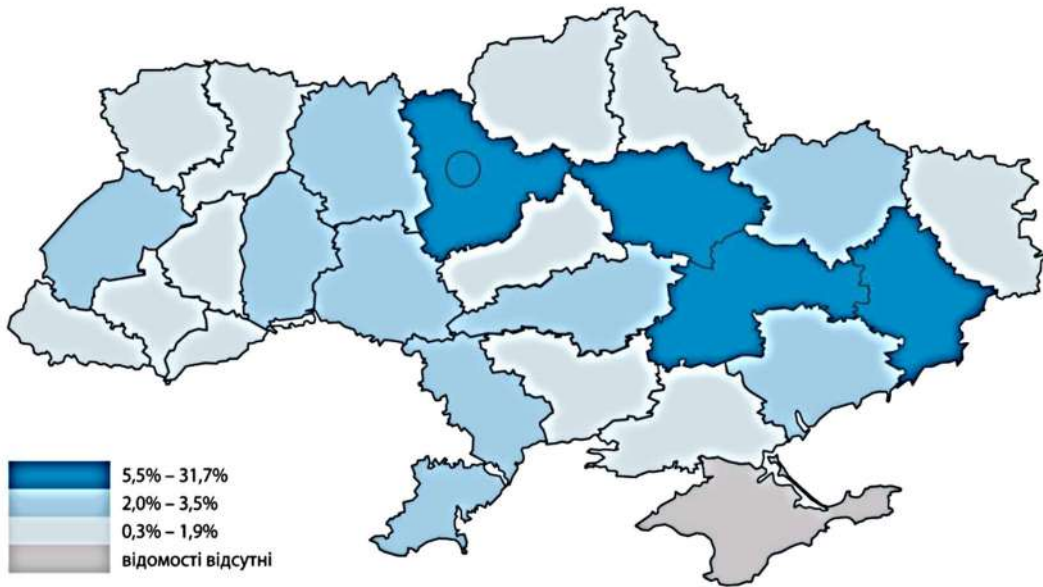 5,5% – 31,7%
2,0% – 3,5%
0,3% – 1,9%
відомості відсутні